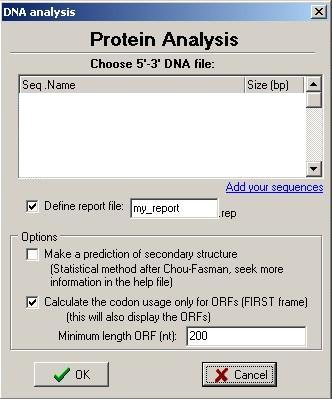 DNA analysis
Protein Analysis
Choose 5'-3' DNA file:
Seq .Name Size (bp)
Add your sequences
Define report file: my_report .rep
Options
Make a prediction of secondary structure
(Statistical method after Chou-Fasman, seek more
information in the help file)
Calculate the codon usage only for ORFs (FIRST frame)
(this will also display the ORFs)
Minimum length ORF (nt): 200
OK Cancel